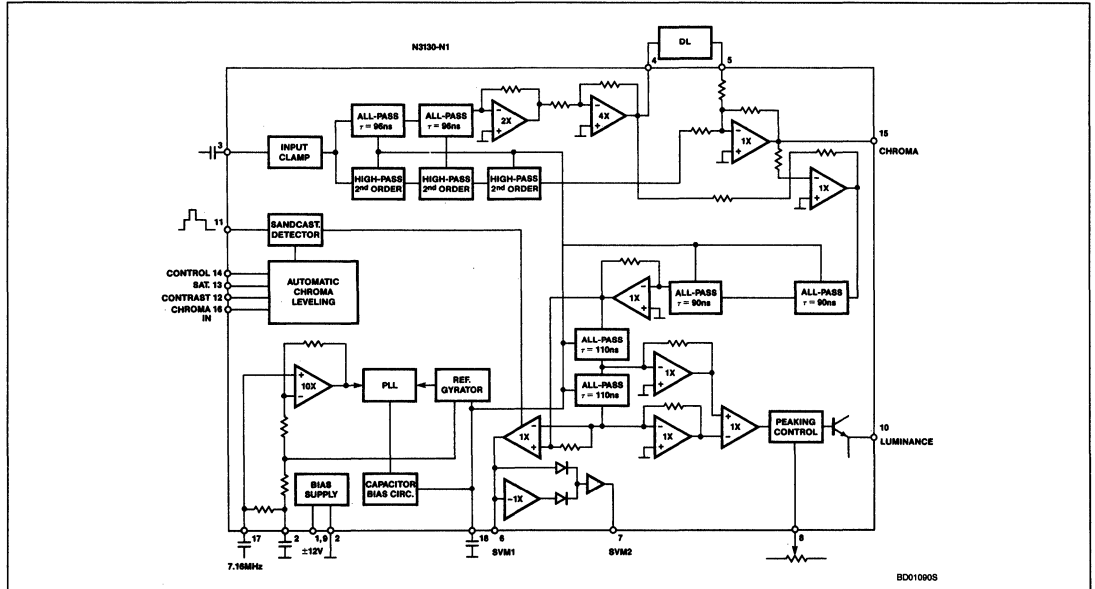 N3130-N1
DL
4
5
ALL-PASS
τ = 95ns
ALL-PASS
τ = 95ns
2X
4X
3
INPUT
CLAMP
1X
15
CHROMA
HIGH-PASS
2nd ORDER
HIGH-PASS
2nd ORDER
HIGH-PASS
2nd ORDER
1X
11
SANDCAST.
DETECTOR
CONTROL 14
SAT. 13
CONTRAST 12
CHROMA 16
IN
AUTOMATIC
CHROMA
LEVELING
1X
ALL-PASS
τ = 90ns
ALL-PASS
τ = 90ns
ALL-PASS
τ = 110ns
ALL-PASS
τ = 110ns
1X
10X
PLL
REF.
GYRATOR
1X
1X
1X
PEAKING
CONTROL
10
LUMINANCE
BIAS
SUPPLY
CAPACITOR
BIAS CIRC.
-1X
17
2
1,9
2
18
6
7
8
±12V
SVM1
SVM2
7.16MHz
BD01090S